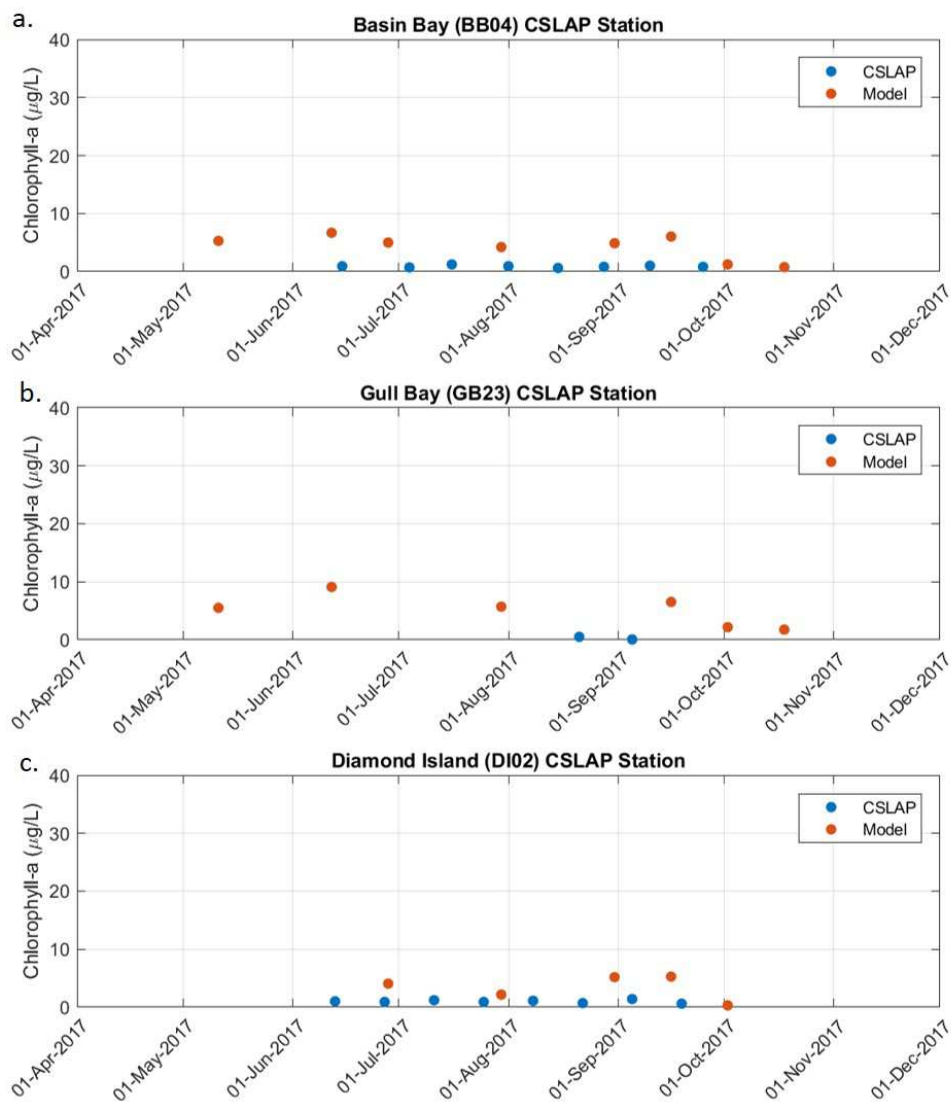 a.
Basin Bay (BB04) CSLAP Station
40
30
20
10
0
Chlorophyll-a (μg/L)
CSLAP
Model
01-Apr-2017
01-May-2017
01-Jun-2017
01-Jul-2017
01-Aug-2017
01-Sep-2017
01-Oct-2017
01-Nov-2017
01-Dec-2017
b.
Gull Bay (GB23) CSLAP Station
40
30
20
10
0
Chlorophyll-a (μg/L)
CSLAP
Model
01-Apr-2017
01-May-2017
01-Jun-2017
01-Jul-2017
01-Aug-2017
01-Sep-2017
01-Oct-2017
01-Nov-2017
01-Dec-2017
c.
Diamond Island (DI02) CSLAP Station
40
30
20
10
0
Chlorophyll-a (μg/L)
CSLAP
Model
01-Apr-2017
01-May-2017
01-Jun-2017
01-Jul-2017
01-Aug-2017
01-Sep-2017
01-Oct-2017
01-Nov-2017
01-Dec-2017